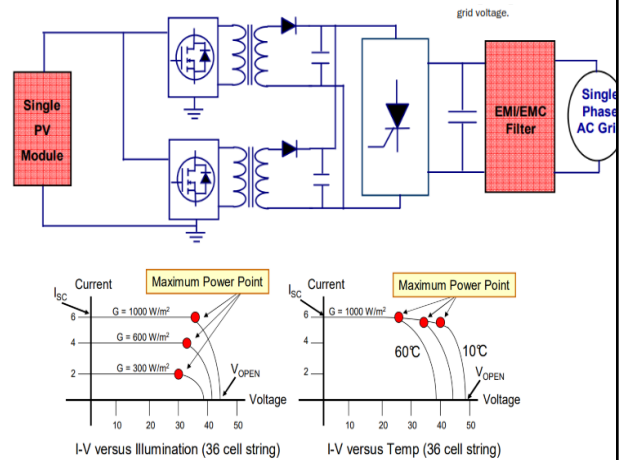 grid voltage.
Single
PV
Module
EMI/EMC
Filter
Single
Phase
AC Gri
Maximum Power Point
Current
ISC
G = 1000 W/m²
6
G = 600 W/m²
4
G = 300 W/m²
2
VOPEN
Voltage
10 20 30 40 50
I-V versus Illumination (36 cell string)
Maximum Power Point
Current
ISC
6
G = 1000 W/m²
4
60℃
10℃
2
VOPEN
Voltage
10 20 30 40 50
I-V versus Temp (36 cell string)